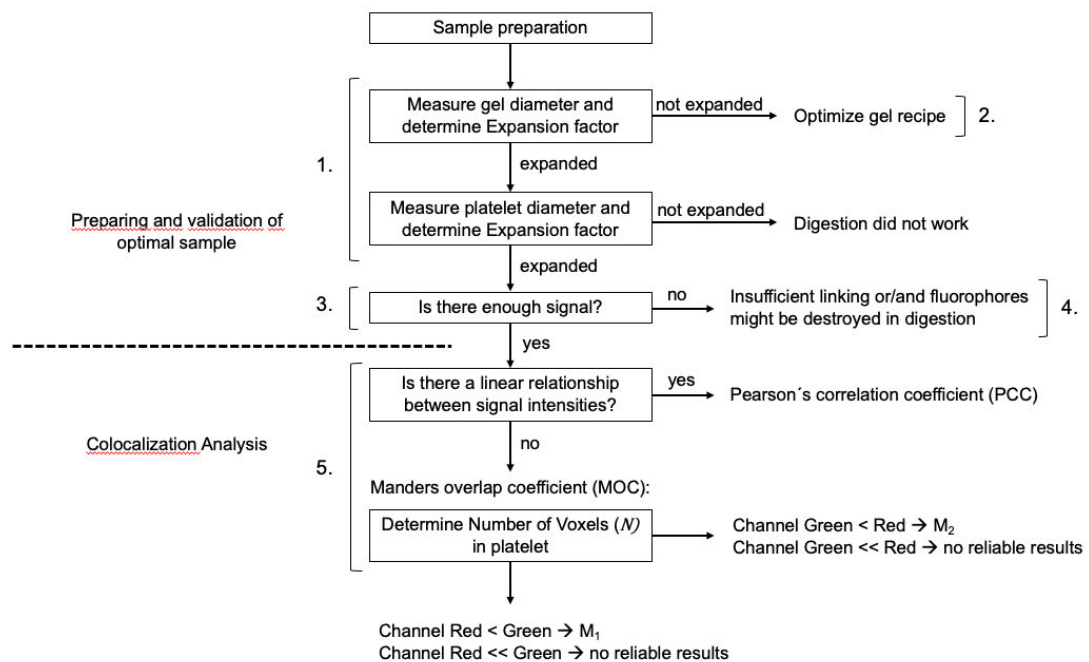 Sample preparation
Measure gel diameter and
determine Expansion factor
not expanded
Optimize gel recipe
2.
1.
expanded
Measure platelet diameter and
determine Expansion factor
not expanded
Digestion did not work
Preparing and validation of
optimal sample
expanded
3.
Is there enough signal?
no
Insufficient linking or/and fluorophores
might be destroyed in digestion
4.
yes
Is there a linear relationship
between signal intensities?
yes
Pearson´s correlation coefficient (PCC)
Colocalization Analysis
no
5.
Manders overlap coefficient (MOC):
Determine Number of Voxels (N)
in platelet
Channel Green < Red → M₂
Channel Green << Red → no reliable results
Channel Red < Green → M₁
Channel Red << Green → no reliable results